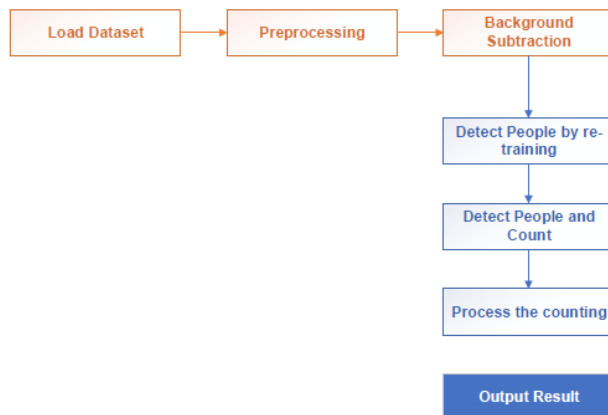 Load Dataset
Preprocessing
Background
Subtraction
Detect People by re-
training
Detect People and
Count
Process the counting
Output Result